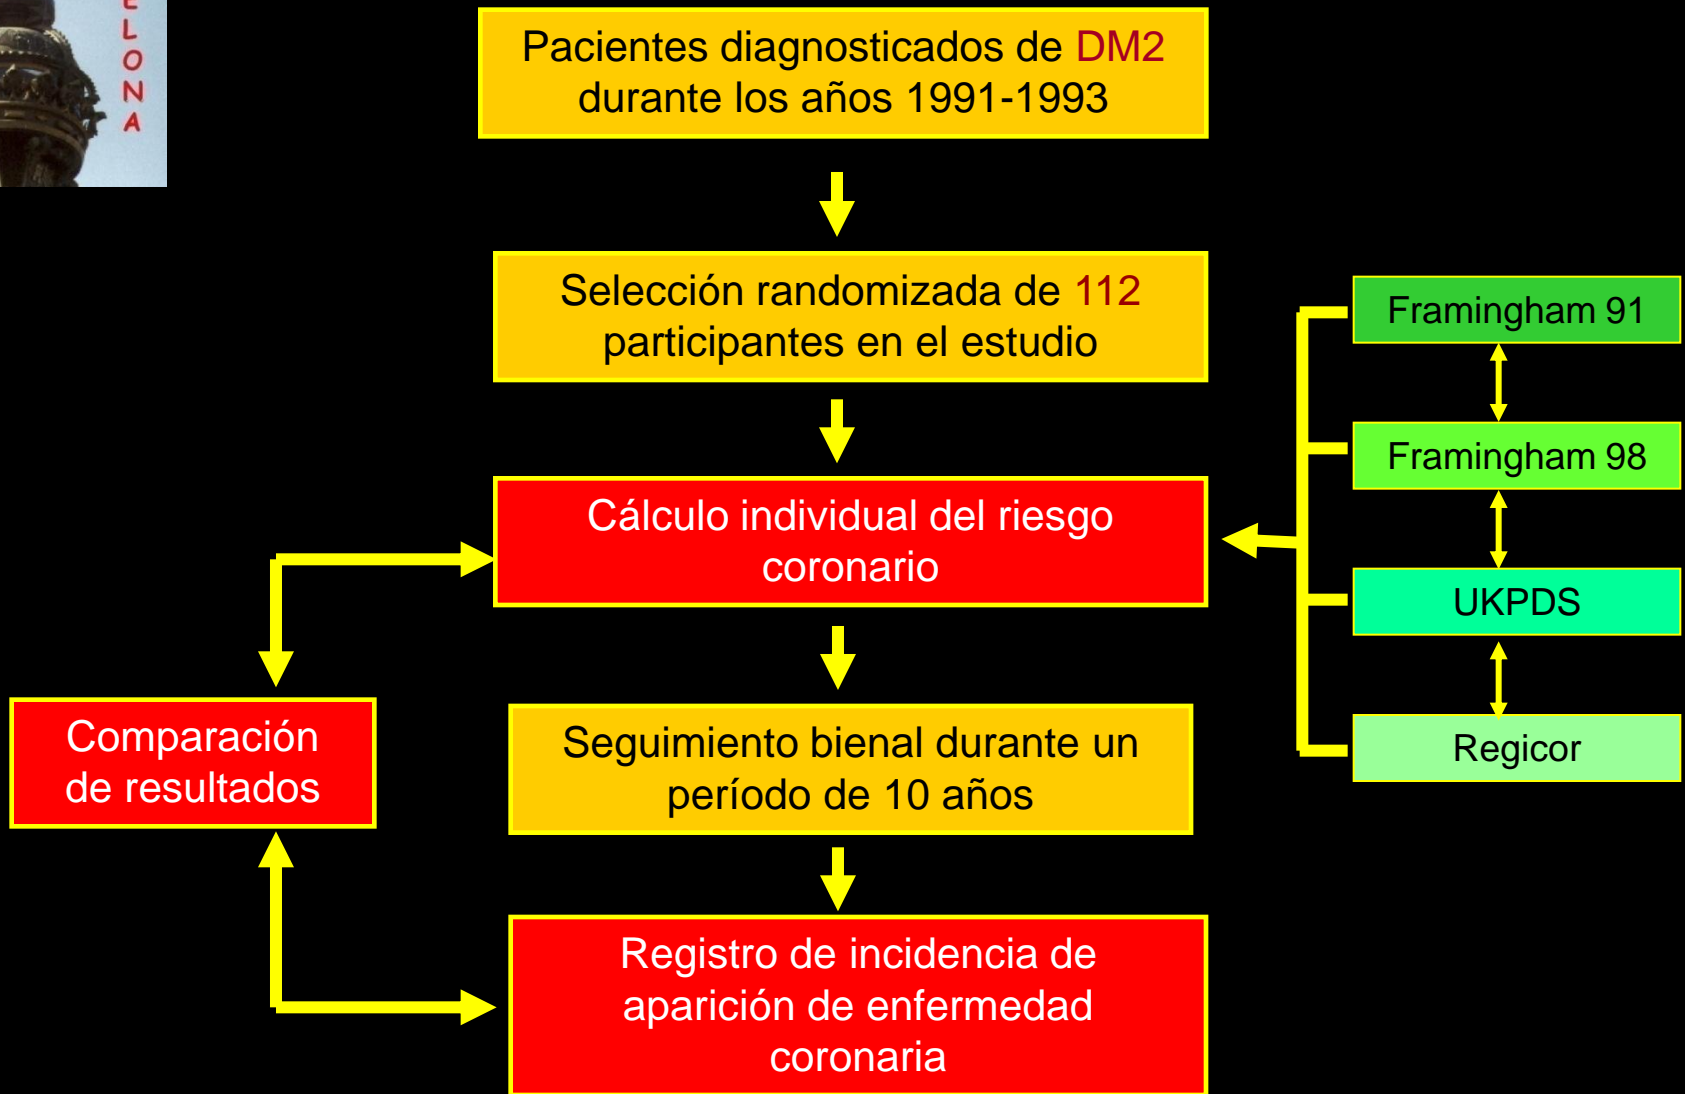 E
L
O
N
A
Pacientes diagnosticados de DM2
durante los años 1991-1993
Selección randomizada de 112
participantes en el estudio
Framingham 91
Framingham 98
Cálculo individual del riesgo
coronario
UKPDS
Comparación
de resultados
Seguimiento bienal durante un
período de 10 años
Regicor
Registro de incidencia de
aparición de enfermedad
coronaria